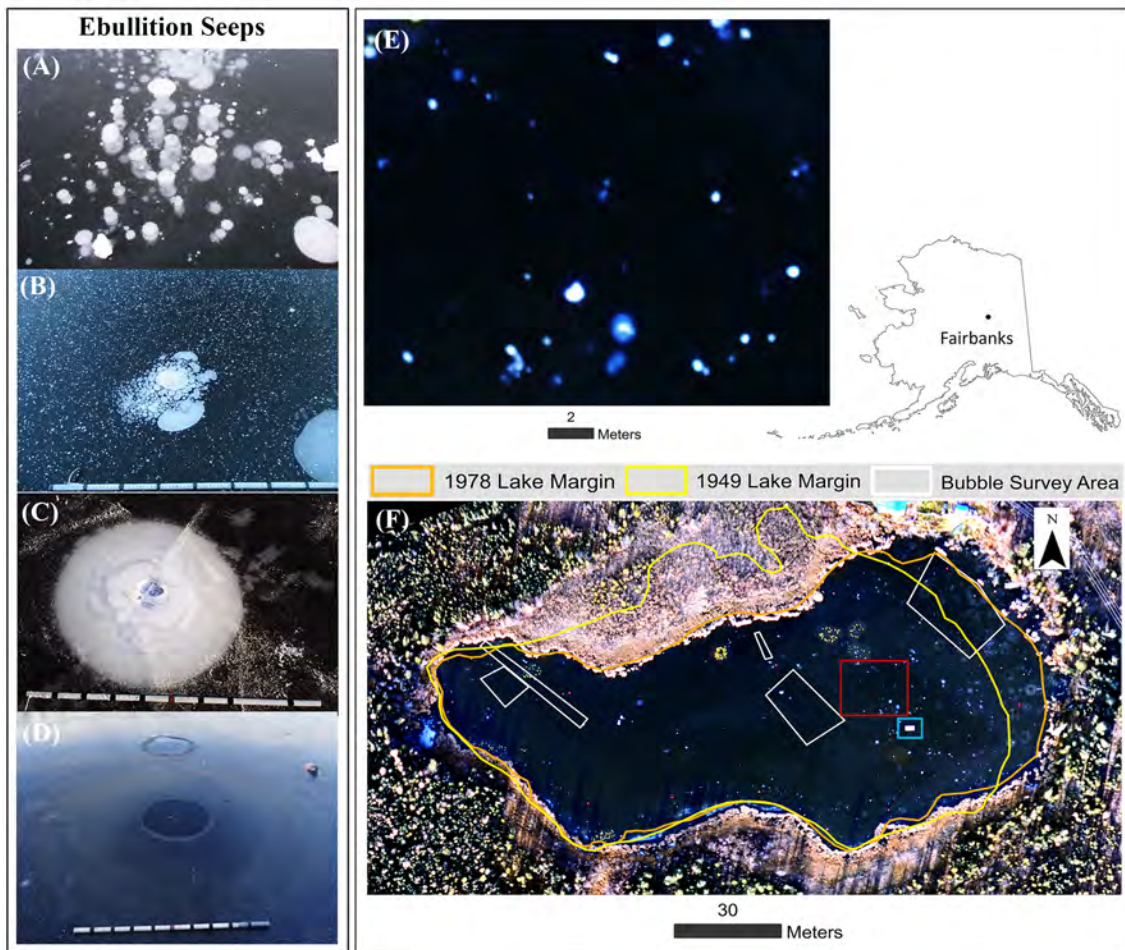 Ebullition Seeps
(A)
(B)
(C)
(D)
(E)
Fairbanks
2
Meters
1978 Lake Margin
1949 Lake Margin
Bubble Survey Area
(F)
N
30
Meters